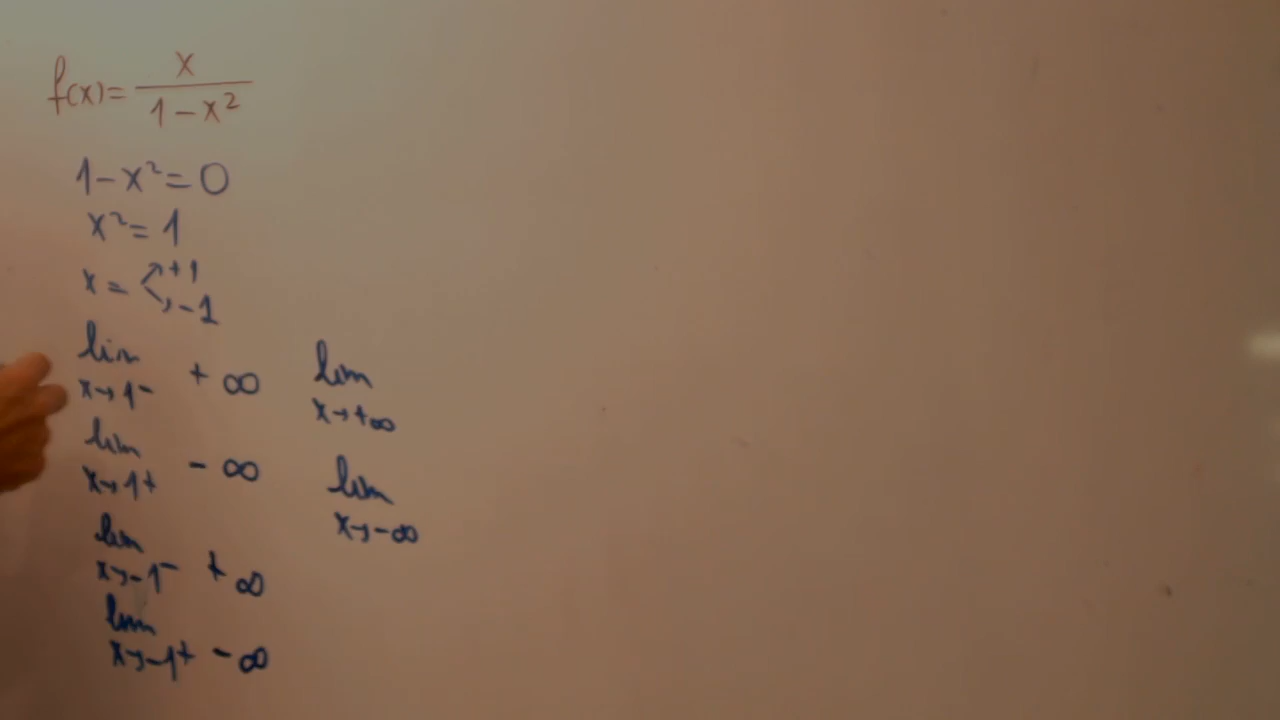 f(x) = x / (1 - x²)
1 - x² = 0
x² = 1
x = +1
-1
lim x→1⁻ +∞
lim x→1⁺ -∞
lim x→-1⁻ +∞
lim x→-1⁺ -∞
lim x→+∞
lim x→-∞